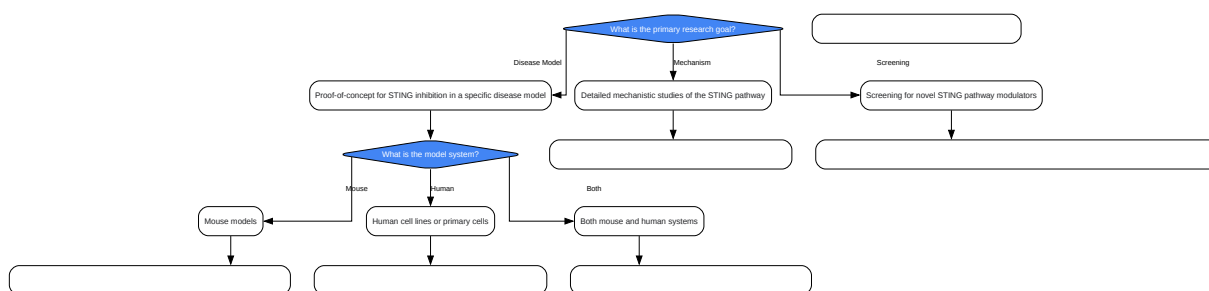 What is the primary research goal?
Disease Model
Mechanism
Screening
Proof-of-concept for STING inhibition in a specific disease model
Detailed mechanistic studies of the STING pathway
Screening for novel STING pathway modulators
What is the model system?
Mouse
Human
Both
Mouse models
Human cell lines or primary cells
Both mouse and human systems